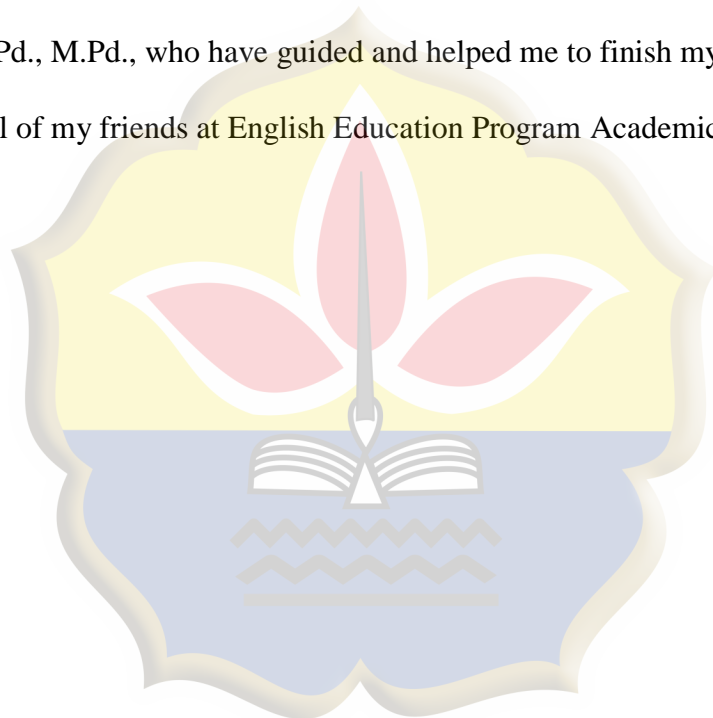 Pd., M.Pd., who have guided and helped me to finish my
l of my friends at English Education Program Academic